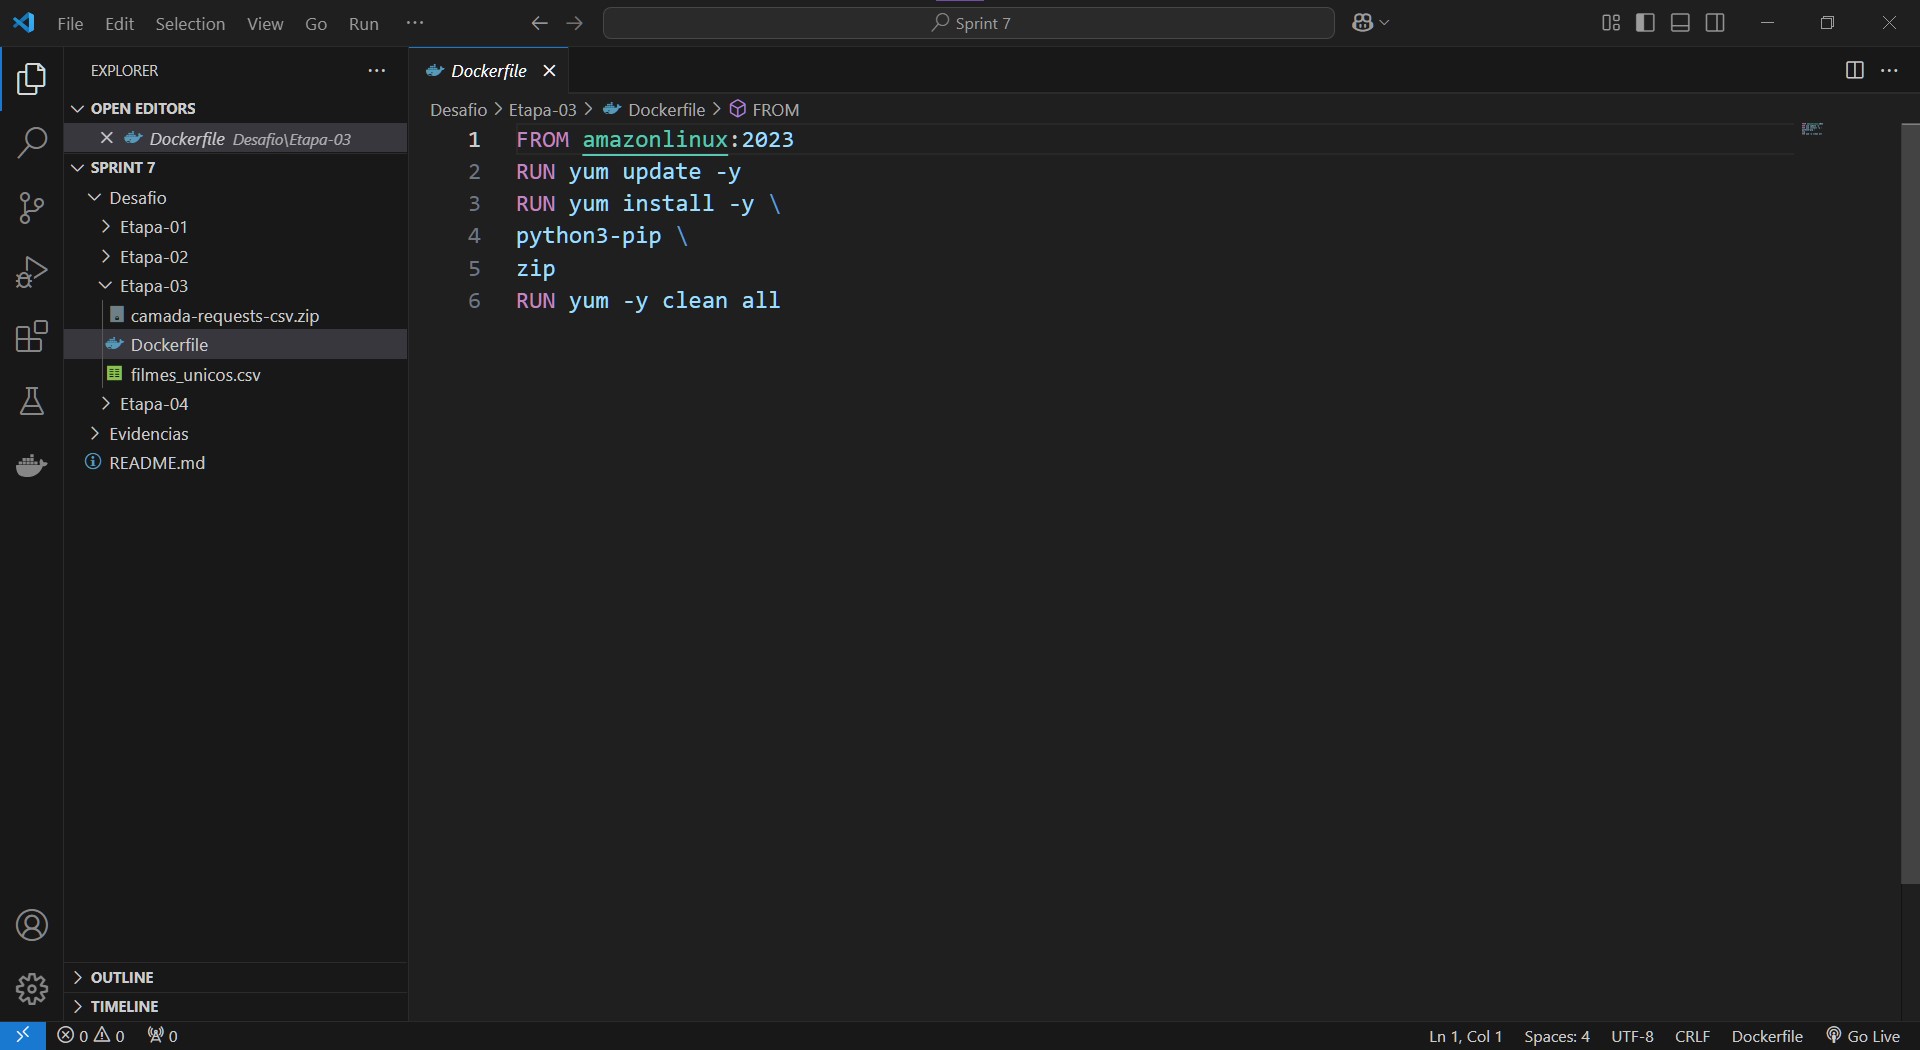 File Edit Selection View Go Run ···
Sprint 7
EXPLORER
Dockerfile
OPEN EDITORS
Dockerfile Desafio\Etapa-03
SPRINT 7
Desafio
Etapa-01
Etapa-02
Etapa-03
camada-requests-csv.zip
Dockerfile
filmes_unicos.csv
Etapa-04
Evidencias
README.md
OUTLINE
TIMELINE
Desafio > Etapa-03 > Dockerfile > FROM
1 FROM amazonlinux:2023
2 RUN yum update -y
3 RUN yum install -y \
4 python3-pip \
5 zip
6 RUN yum -y clean all
0 0 0
Ln 1, Col 1 Spaces: 4 UTF-8 CRLF Dockerfile Go Live